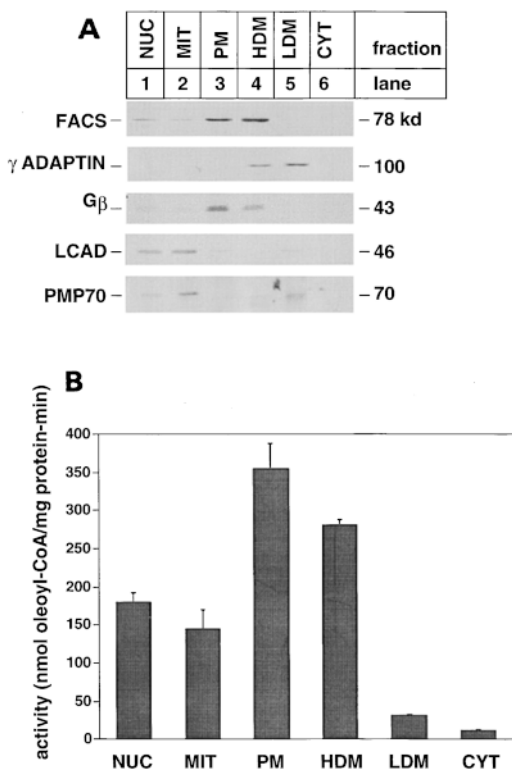 A
NUC MIT PM HDM LDM CYT fraction
1 2 3 4 5 6 lane
FACS – – 78 kd
γ ADAPTIN – – 100
Gβ – – 43
LCAD – – 46
PMP70 – – 70
B
activity (nmol oleoyl-CoA/mg protein-min)
400
350
300
250
200
150
100
50
0
NUC MIT PM HDM LDM CYT